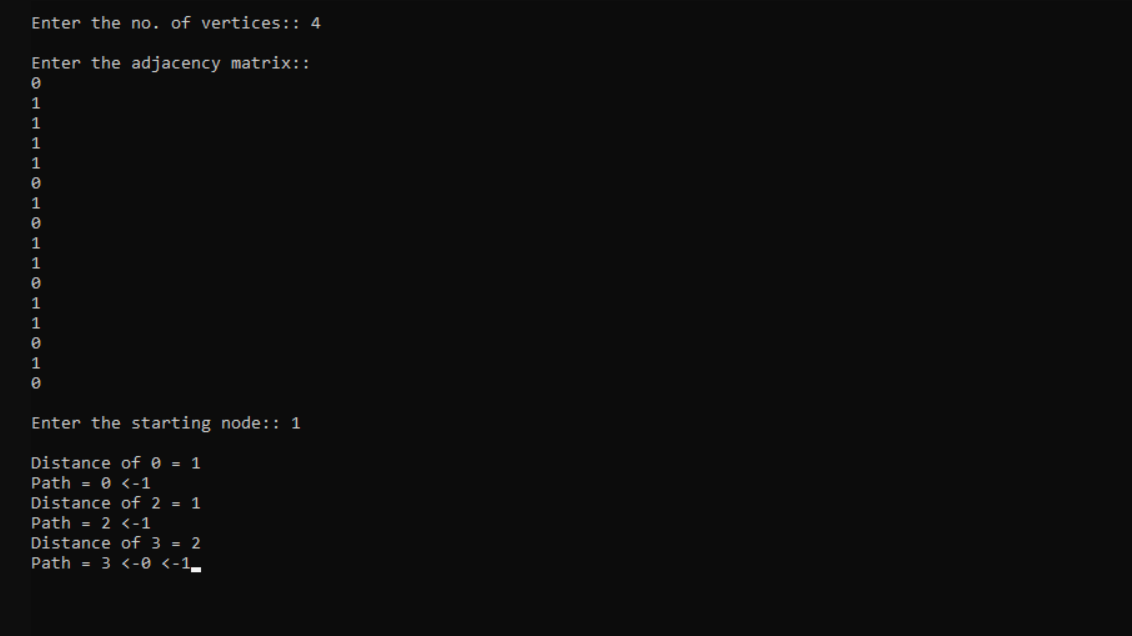 Enter the no. of vertices:: 4
Enter the adjacency matrix::
0
1
1
1
1
0
1
0
1
1
0
1
1
0
1
0
Enter the starting node:: 1
Distance of 0 = 1
Path = 0 <-1
Distance of 2 = 1
Path = 2 <-1
Distance of 3 = 2
Path = 3 <-0 <-1